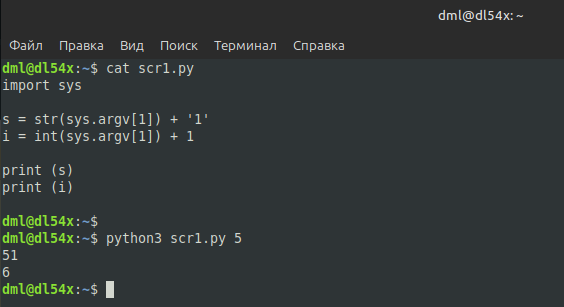 dml@dl54x: ~
Файл Правка Вид Поиск Терминал Справка
dml@dl54x:~$ cat scr1.py
import sys

s = str(sys.argv[1]) + '1'
i = int(sys.argv[1]) + 1

print (s)
print (i)

dml@dl54x:~$
dml@dl54x:~$ python3 scr1.py 5
51
6
dml@dl54x:~$